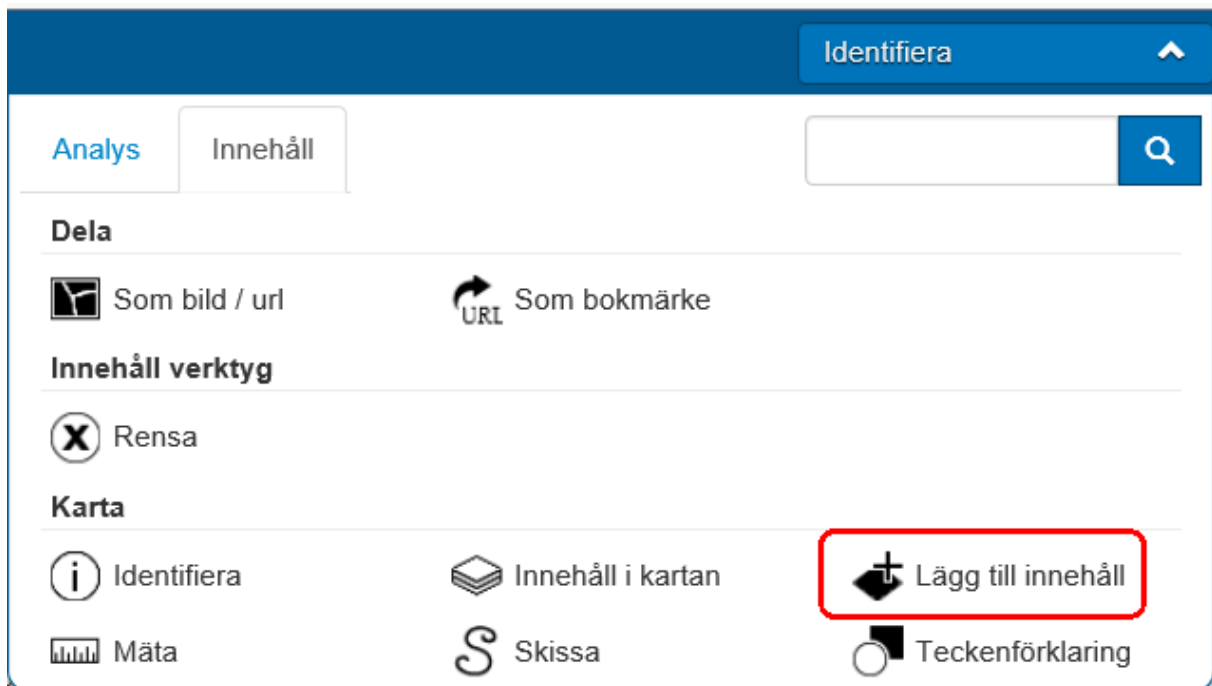 Identifiera
Analys Innehåll
Dela
Som bild / url URL Som bokmärke
Innehåll verktyg
Rensa
Karta
Identifiera Innehåll i kartan Lägg till innehåll
Mäta Skissa Teckenförklaring